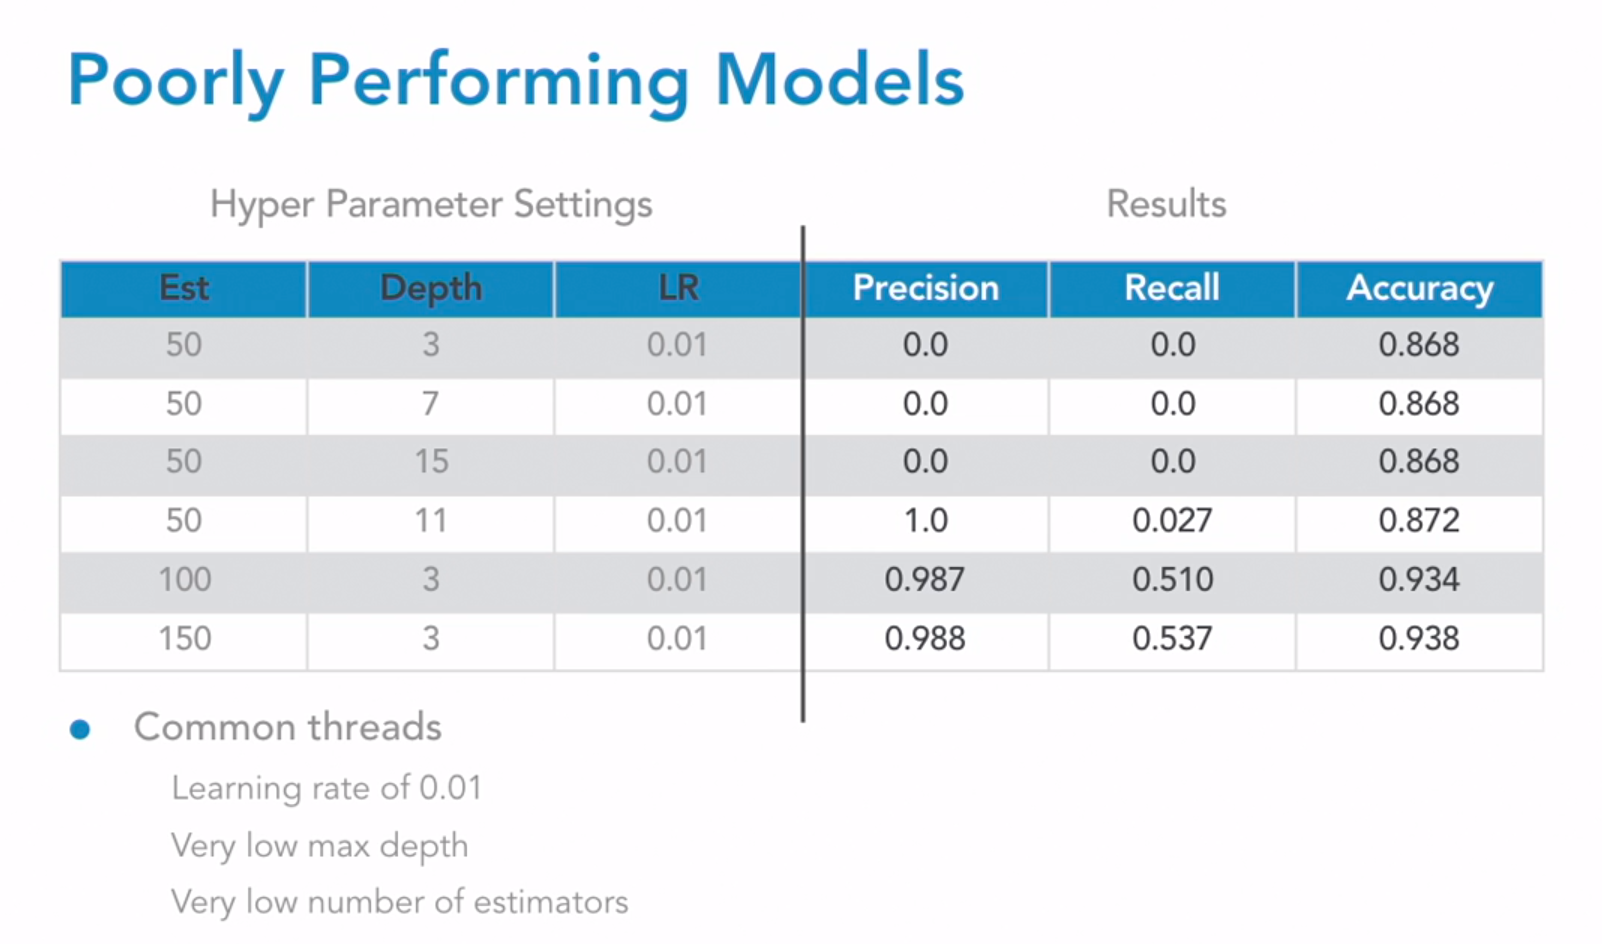 Poorly Performing Models
Hyper Parameter Settings Results
Est Depth LR Precision Recall Accuracy
50 3 0.01 0.0 0.0 0.868
50 7 0.01 0.0 0.0 0.868
50 15 0.01 0.0 0.0 0.868
50 11 0.01 1.0 0.027 0.872
100 3 0.01 0.987 0.510 0.934
150 3 0.01 0.988 0.537 0.938
Common threads
Learning rate of 0.01
Very low max depth
Very low number of estimators